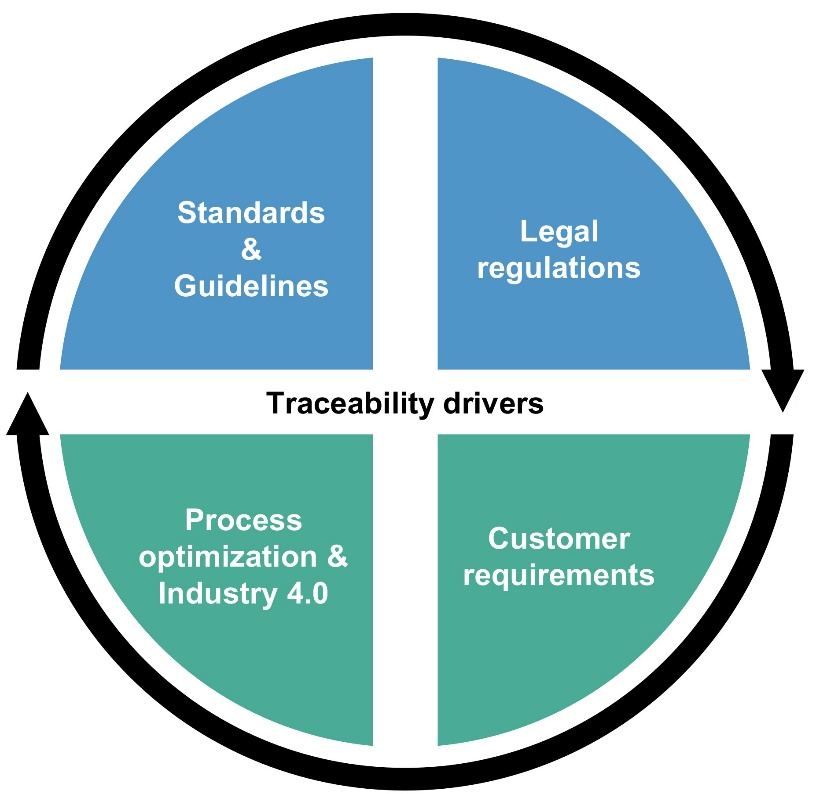 Standards
&
Guidelines
Legal
regulations
Traceability drivers
Process
optimization &
Industry 4.0
Customer
requirements